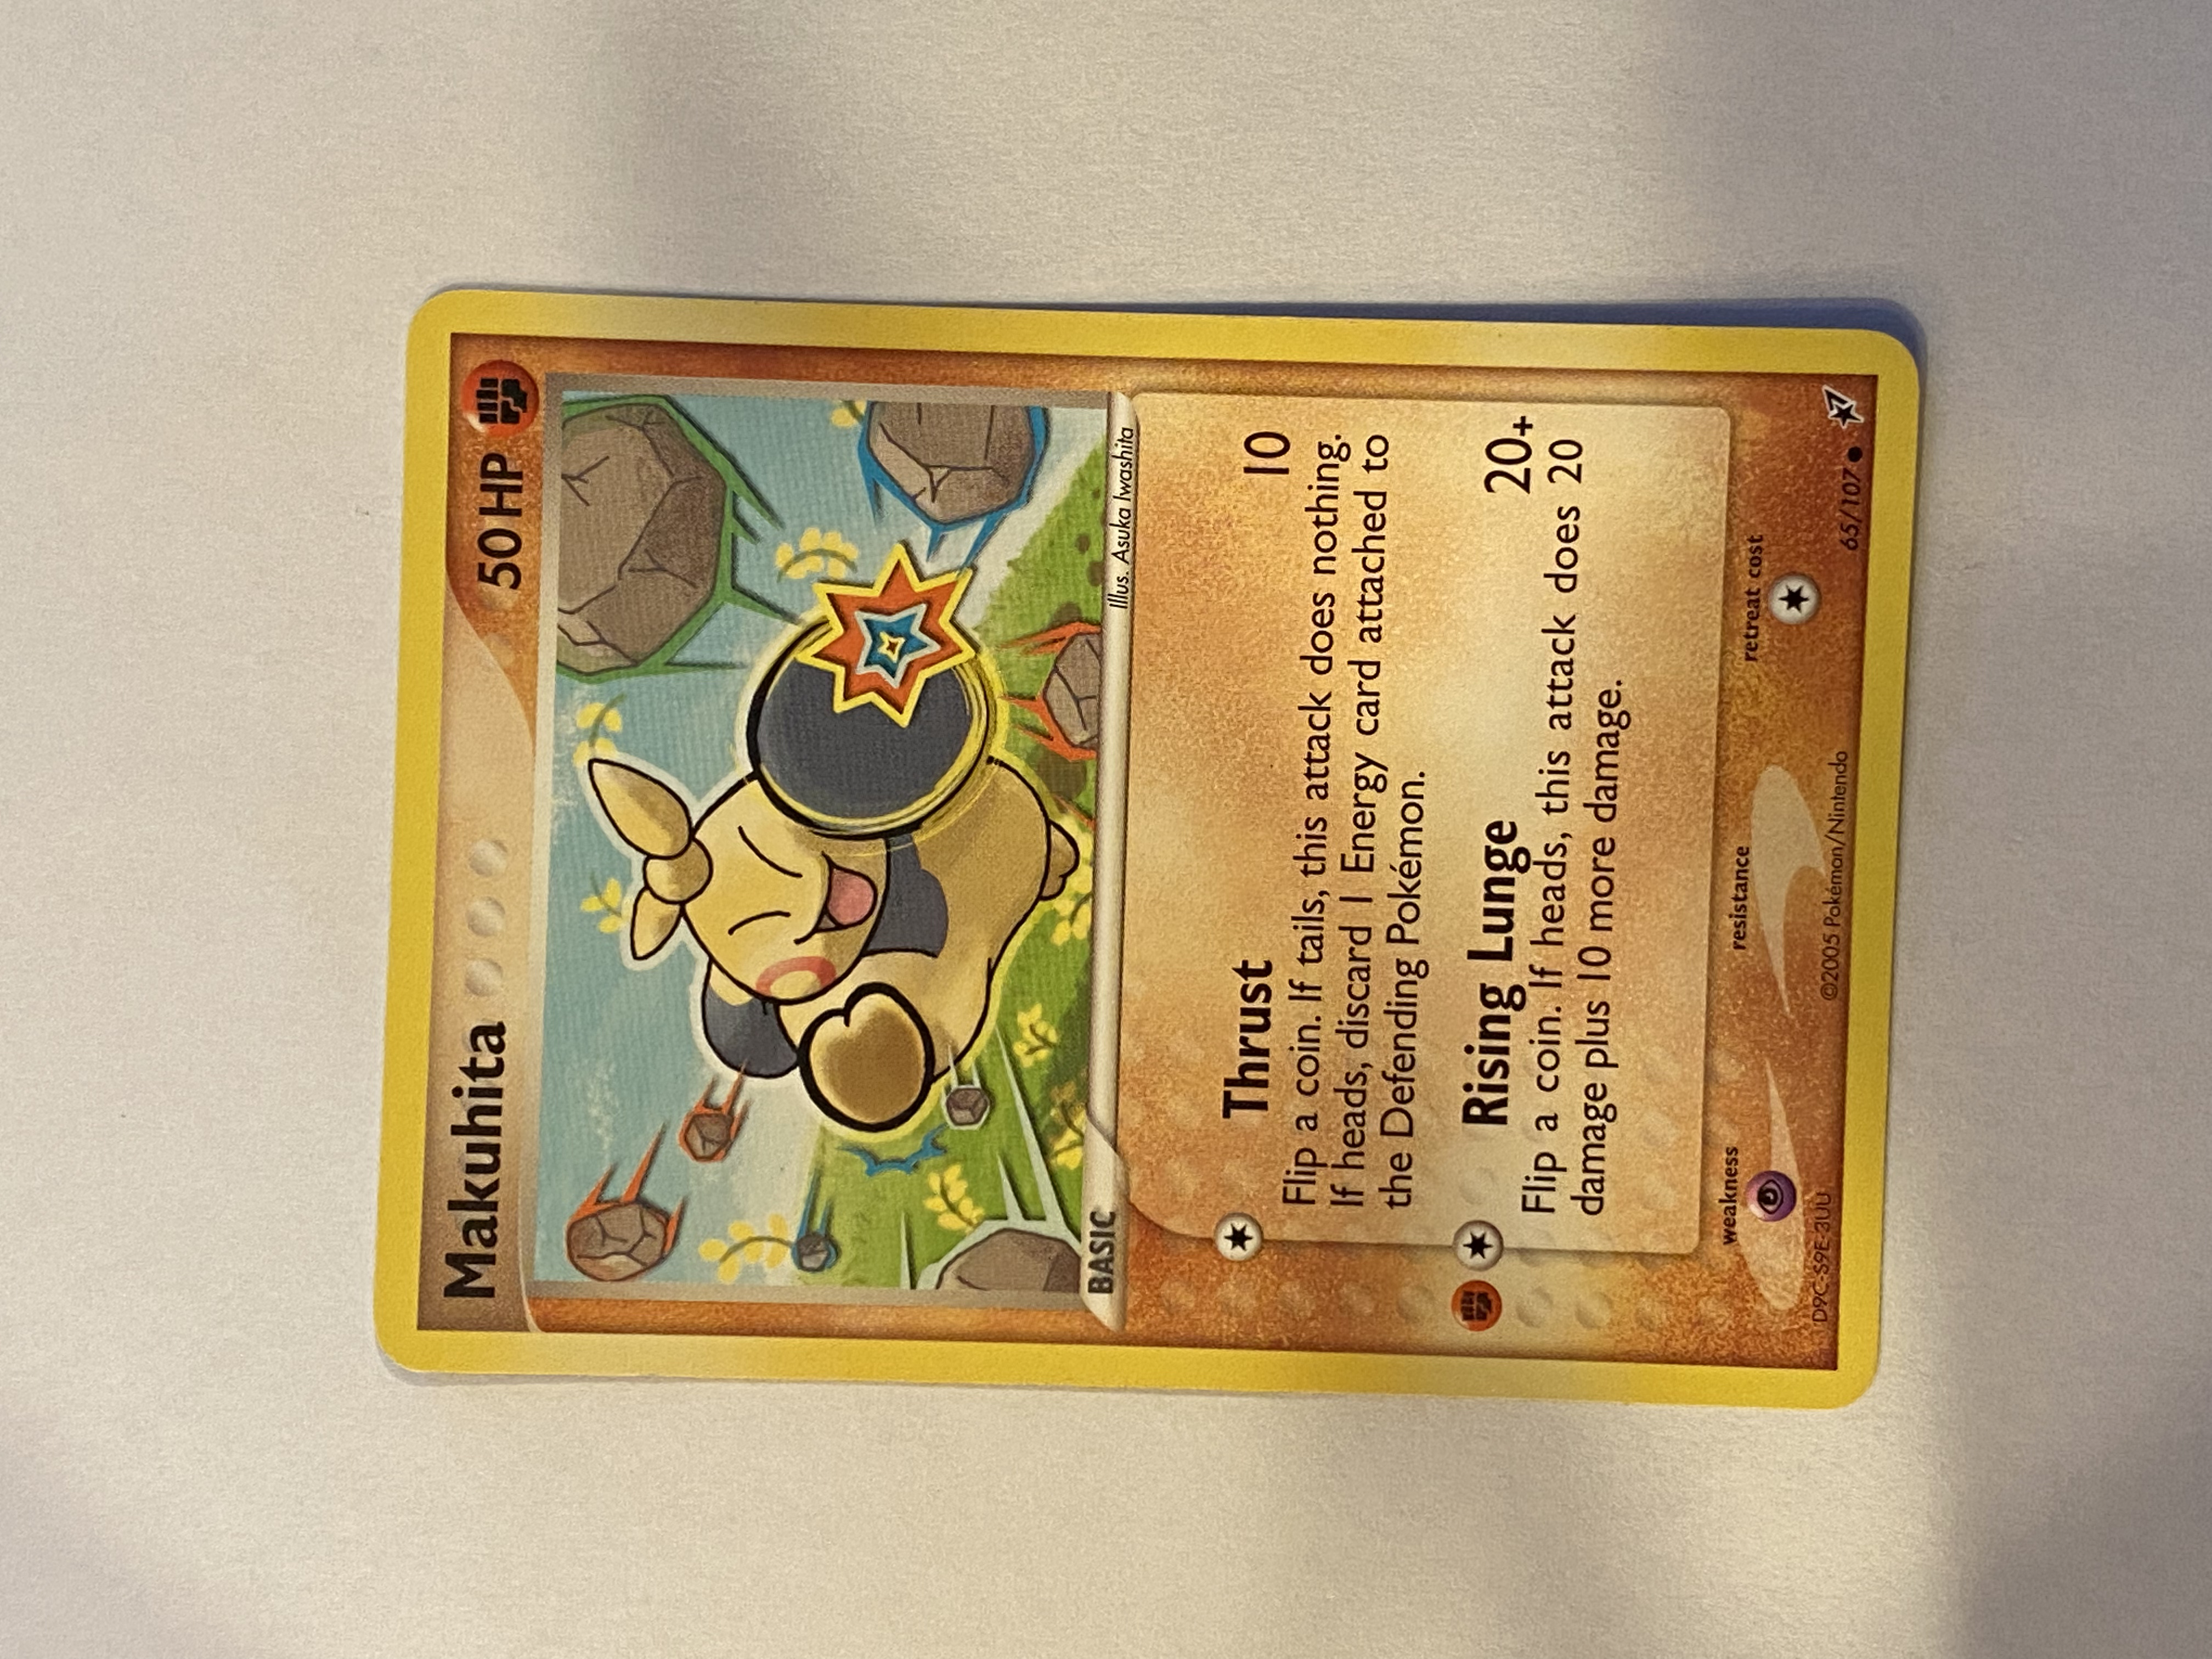 Makuhita
50 HP
BASIC
Illus. Asuka Iwashita
Thrust 10
Flip a coin. If tails, this attack does nothing.
If heads, discard 1 Energy card attached to
the Defending Pokémon.
Rising Lunge 20+
Flip a coin. If heads, this attack does 20
damage plus 10 more damage.
weakness
resistance
retreat cost
D9C-S9E-3UU
©2005 Pokémon/Nintendo
65/107